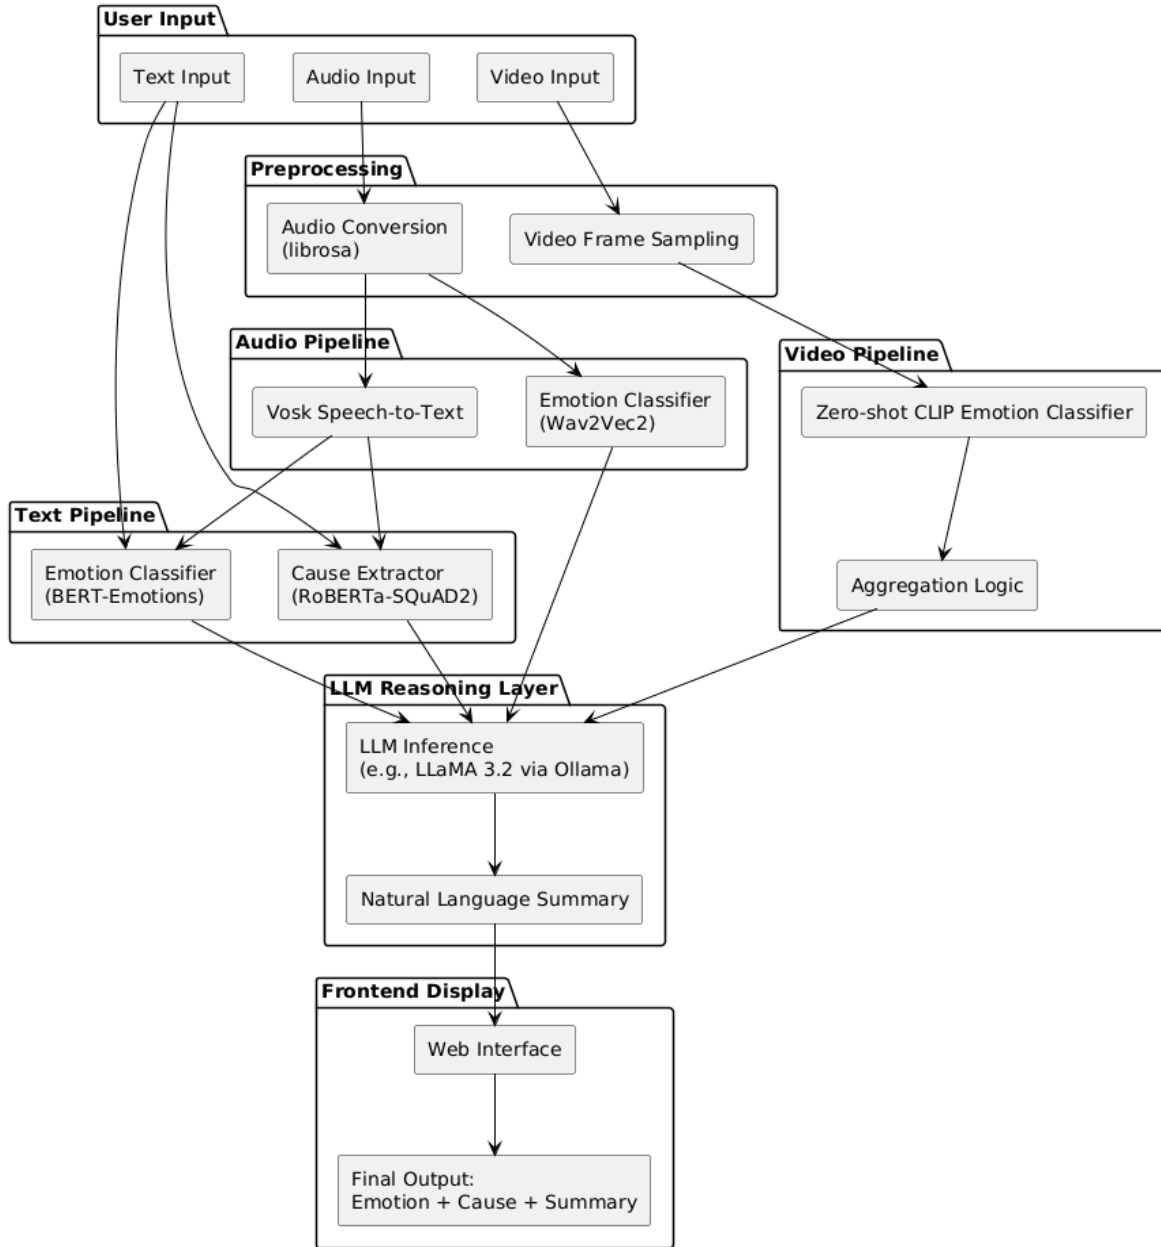 User Input
Text Input
Audio Input
Video Input
Preprocessing
Audio Conversion
(librosa)
Video Frame Sampling
Audio Pipeline
Vosk Speech-to-Text
Emotion Classifier
(Wav2Vec2)
Video Pipeline
Zero-shot CLIP Emotion Classifier
Aggregation Logic
Text Pipeline
Emotion Classifier
(BERT-Emotions)
Cause Extractor
(RoBERTa-SQuAD2)
LLM Reasoning Layer
LLM Inference
(e.g., LLaMA 3.2 via Ollama)
Natural Language Summary
Frontend Display
Web Interface
Final Output:
Emotion + Cause + Summary